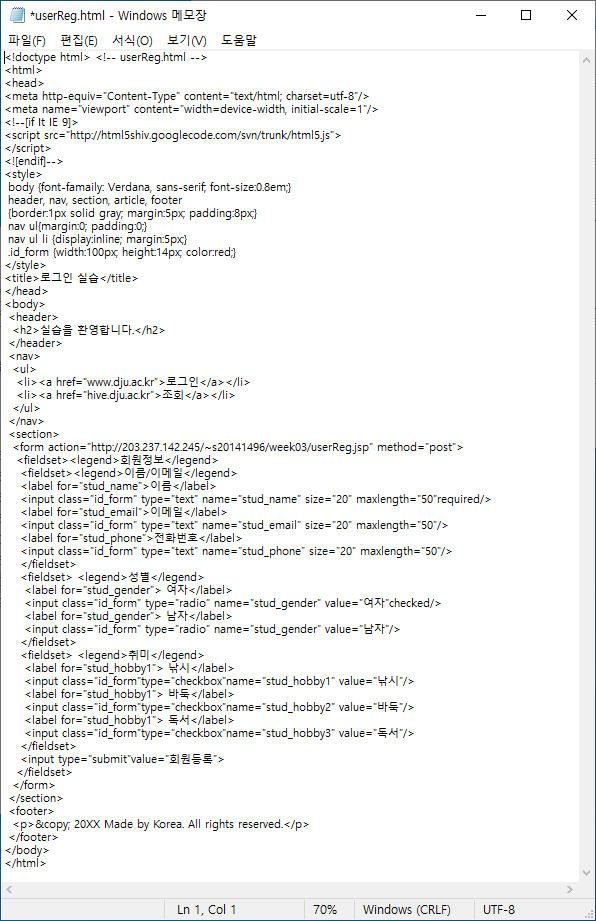 *userReg.html - Windows 메모장
파일(F) 편집(E) 서식(O) 보기(V) 도움말
<!doctype html> <!-- userReg.html -->
<html>
<head>
<meta http-equiv="Content-Type" content="text/html; charset=utf-8"/>
<meta name="viewport" content="width=device-width, initial-scale=1"/>
<!--[if lt IE 9]>
<script src="http://html5shiv.googlecode.com/svn/trunk/html5.js">
</script>
<![endif]-->
<style>
body {font-famaily: Verdana, sans-serif; font-size:0.8em;}
header, nav, section, article, footer
{border:1px solid gray; margin:5px; padding:8px;}
nav ul{margin:0; padding:0;}
nav ul li {display:inline; margin:5px;}
.id_form {width:100px; height:14px; color:red;}
</style>
<title>로그인 실습</title>
</head>
<body>
<header>
<h2>실습을 환영합니다.</h2>
</header>
<nav>
<ul>
<li><a href="www.dju.ac.kr">로그인</a></li>
<li><a href="hive.dju.ac.kr">조회</a></li>
</ul>
</nav>
<section>
<form action="http://203.237.142.245/~s20141496/week03/userReg.jsp" method="post">
<fieldset><legend>회원정보</legend>
<fieldset><legend>이름/이메일</legend>
<label for="stud_name">이름</label>
<input class="id_form" type="text" name="stud_name" size="20" maxlength="50"required/>
<label for="stud_email">이메일</label>
<input class="id_form" type="text" name="stud_email" size="20" maxlength="50"/>
<label for="stud_phone">전화번호</label>
<input class="id_form" type="text" name="stud_phone" size="20" maxlength="50"/>
</fieldset>
<fieldset> <legend>성별</legend>
<label for="stud_gender"> 여자</label>
<input class="id_form" type="radio" name="stud_gender" value="여자"checked/>
<label for="stud_gender"> 남자</label>
<input class="id_form" type="radio" name="stud_gender" value="남자"/>
</fieldset>
<fieldset> <legend>취미</legend>
<label for="stud_hobby1"> 낚시</label>
<input class="id_form"type="checkbox"name="stud_hobby1" value="낚시"/>
<label for="stud_hobby1"> 바둑</label>
<input class="id_form"type="checkbox"name="stud_hobby2" value="바둑"/>
<label for="stud_hobby1"> 독서</label>
<input class="id_form"type="checkbox"name="stud_hobby3" value="독서"/>
</fieldset>
<input type="submit"value="회원등록">
</fieldset>
</form>
</section>
<footer>
<p>&copy; 20XX Made by Korea. All rights reserved.</p>
</footer>
</body>
</html>
Ln 1, Col 1 70% Windows (CRLF) UTF-8